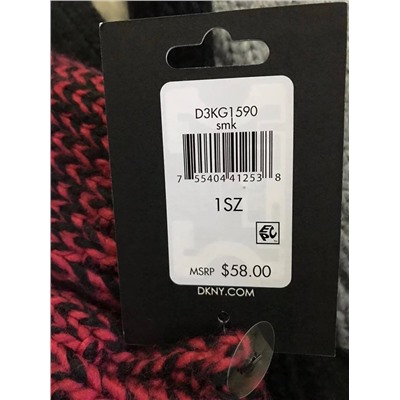 D3KG1590
smk
7 55404 41253 8
1SZ
MSRP $58.00
DKNY.COM